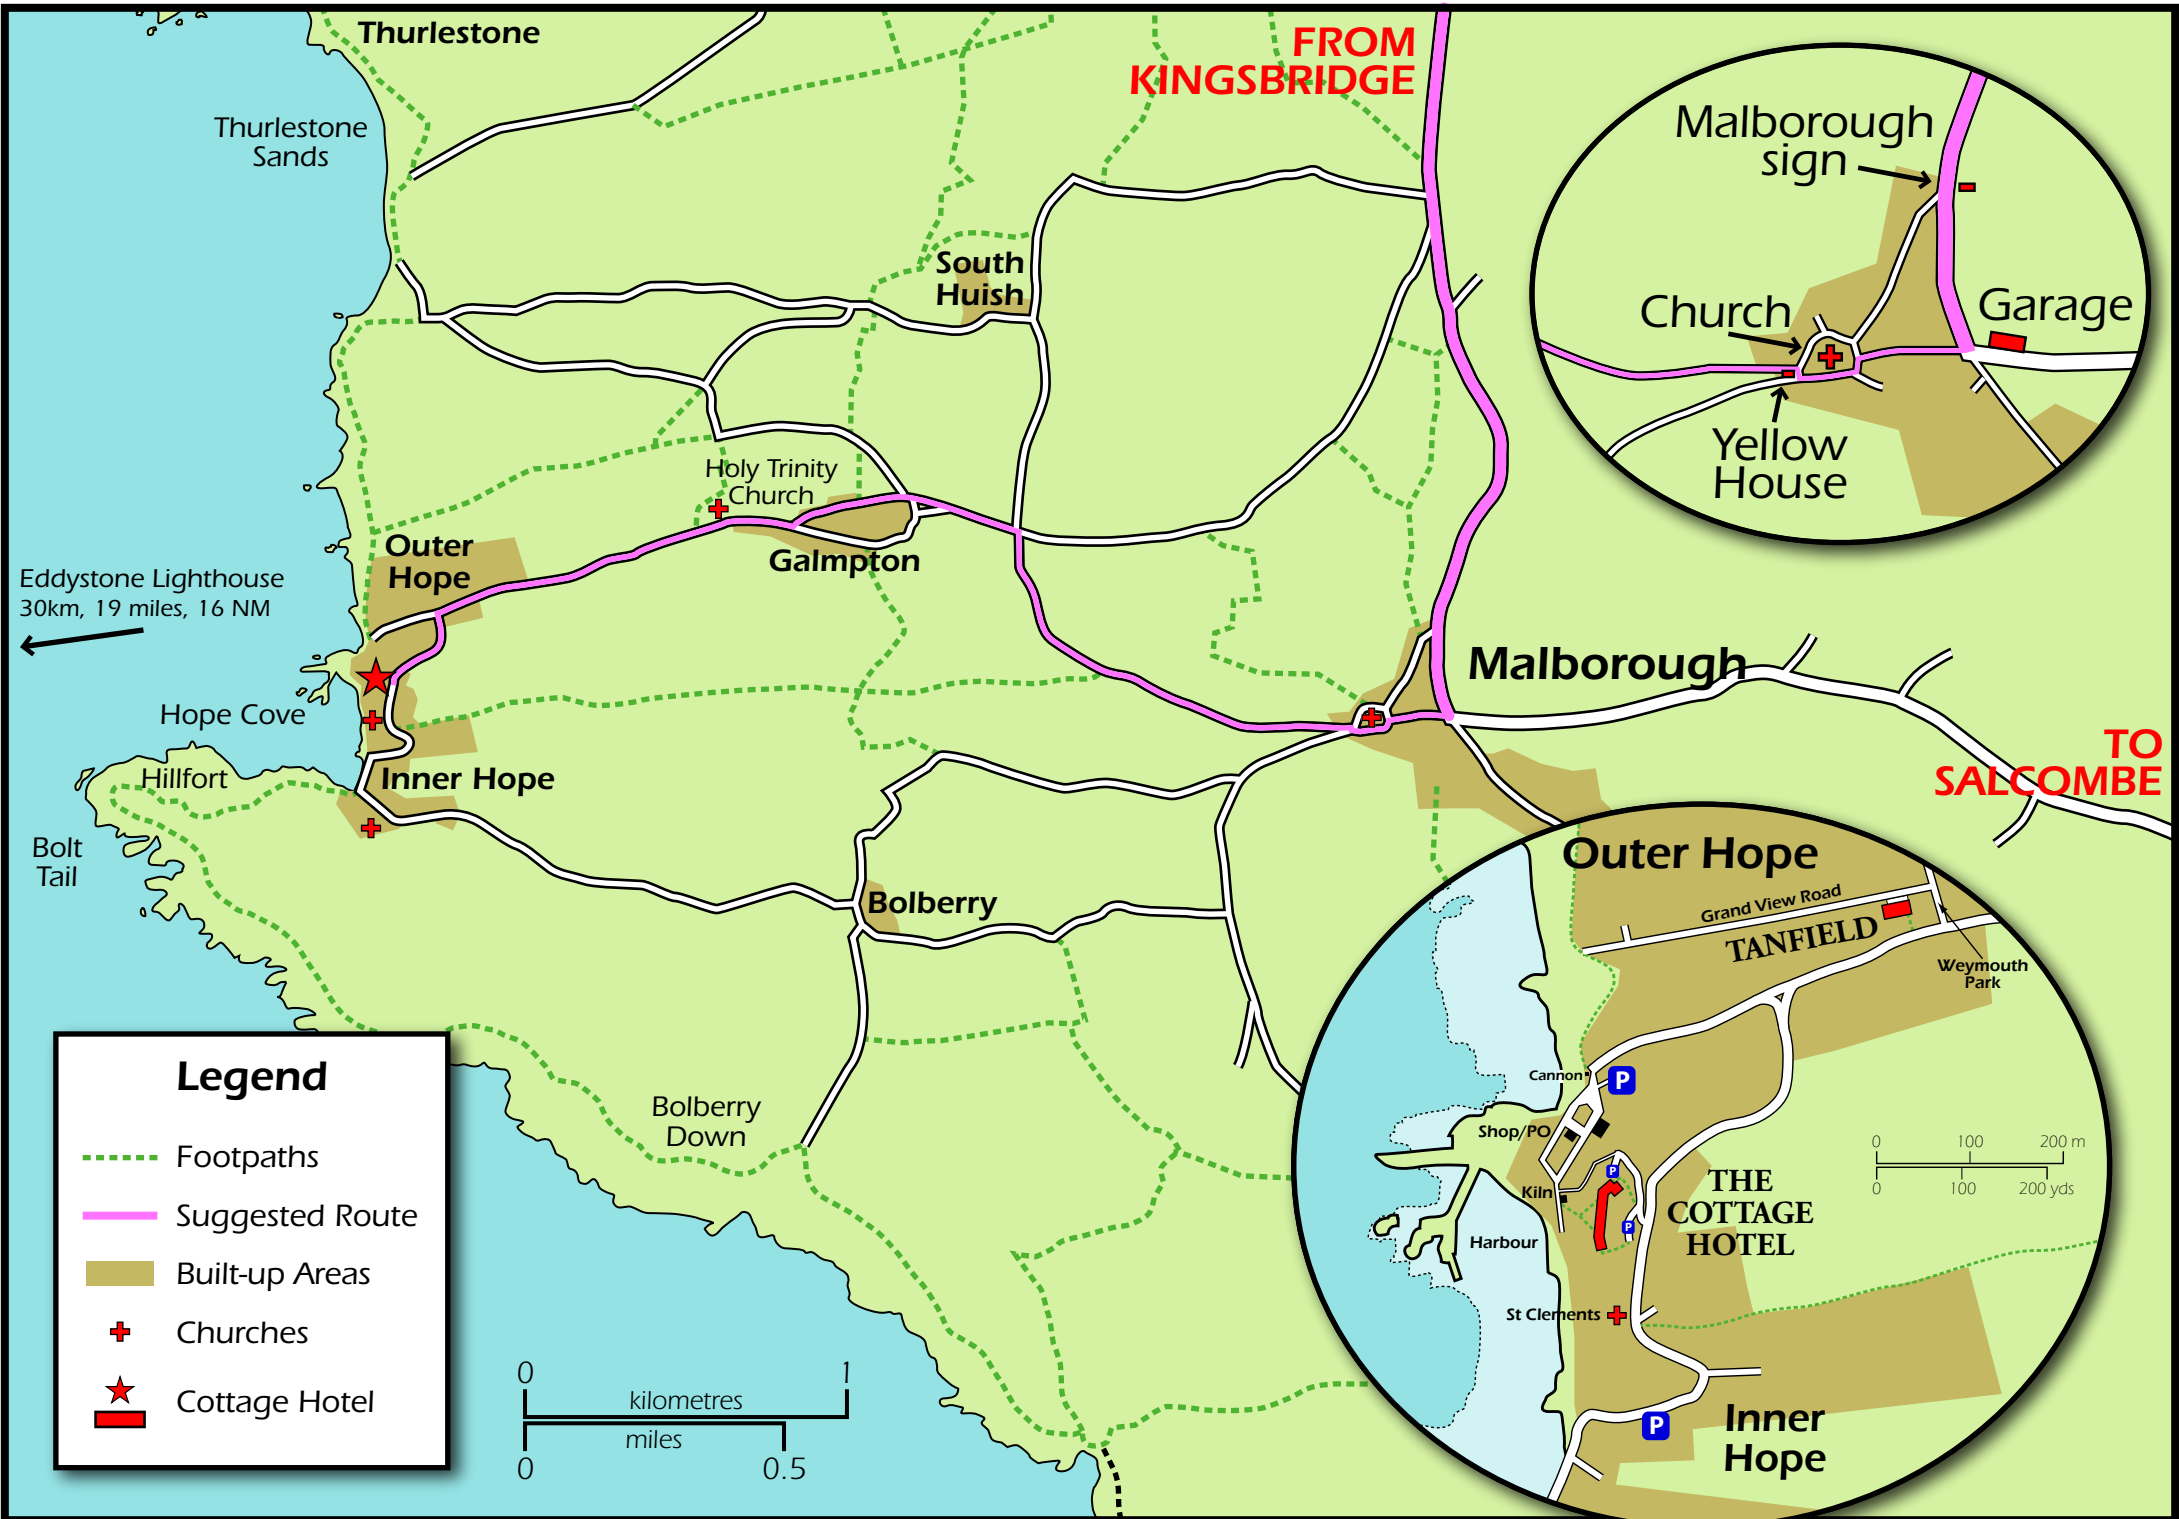 Thurlestone
FROM
KINGSBRIDGE
Thurlestone
Sands
South
Huish
Holy Trinity
Church
Outer
Hope
Galmpton
Eddystone Lighthouse
30km, 19 miles, 16 NM
Malborough
Hope Cove
TO
SALCOMBE
Hillfort
Inner Hope
Bolt
Tail
Bolberry
Bolberry
Down
Malborough
sign
Church
Garage
Yellow
House
Outer Hope
Grand View Road
TANFIELD
Weymouth
Park
Cannon
P
Shop/PO
0 100 200 m
0 100 200 yds
P
Kiln
THE
COTTAGE
HOTEL
P
Harbour
St Clements
Inner
Hope
P
Legend
Footpaths
Suggested Route
Built-up Areas
Churches
Cottage Hotel
0 1
kilometres
miles
0 0.5